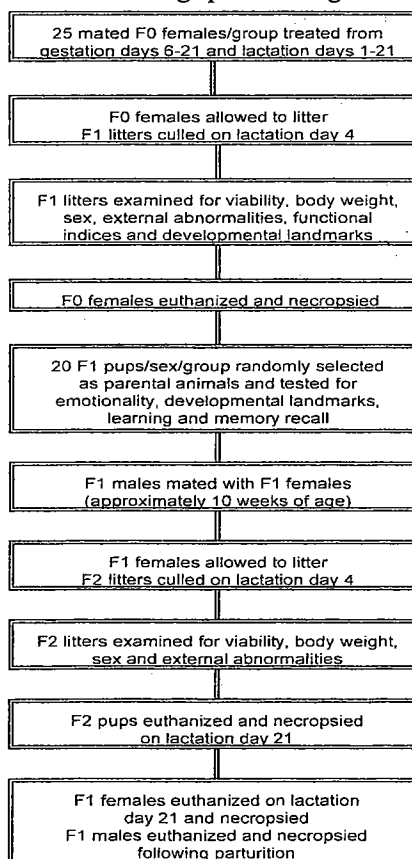 25 mated F0 females/group treated from
gestation days 6-21 and lactation days 1-21
F0 females allowed to litter
F1 litters culled on lactation day 4
F1 litters examined for viability, body weight,
sex, external abnormalities, functional
indices and developmental landmarks
F0 females euthanized and necropsied
20 F1 pups/sex/group randomly selected
as parental animals and tested for
emotionality, developmental landmarks,
learning and memory recall
F1 males mated with F1 females
(approximately 10 weeks of age)
F1 females allowed to litter
F2 litters culled on lactation day 4
F2 litters examined for viability, body weight,
sex and external abnormalities
F2 pups euthanized and necropsied
on lactation day 21
F1 females euthanized on lactation
day 21 and necropsied
F1 males euthanized and necropsied
following parturition